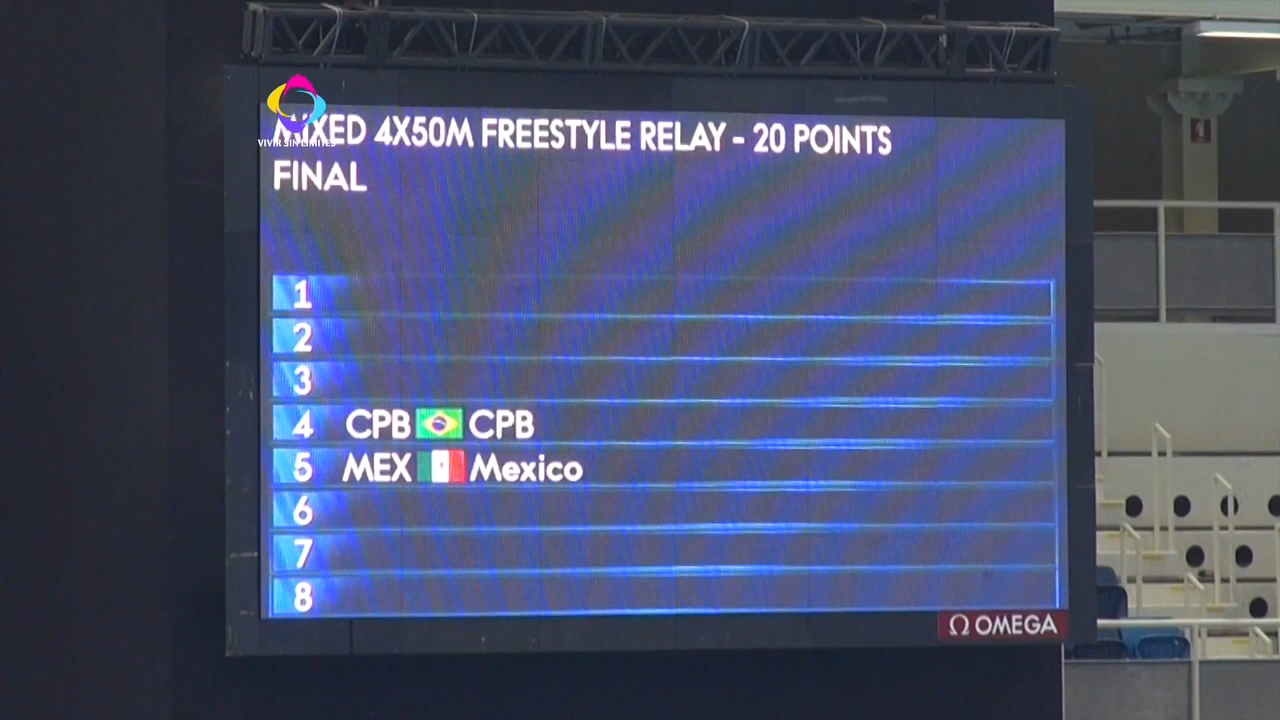 MIXED 4X50M FREESTYLE RELAY - 20 POINTS
FINAL
VIVIR SIN LIMITES
1
2
3
4 CPB CPB
5 MEX Mexico
6
7
8
Ω OMEGA
1